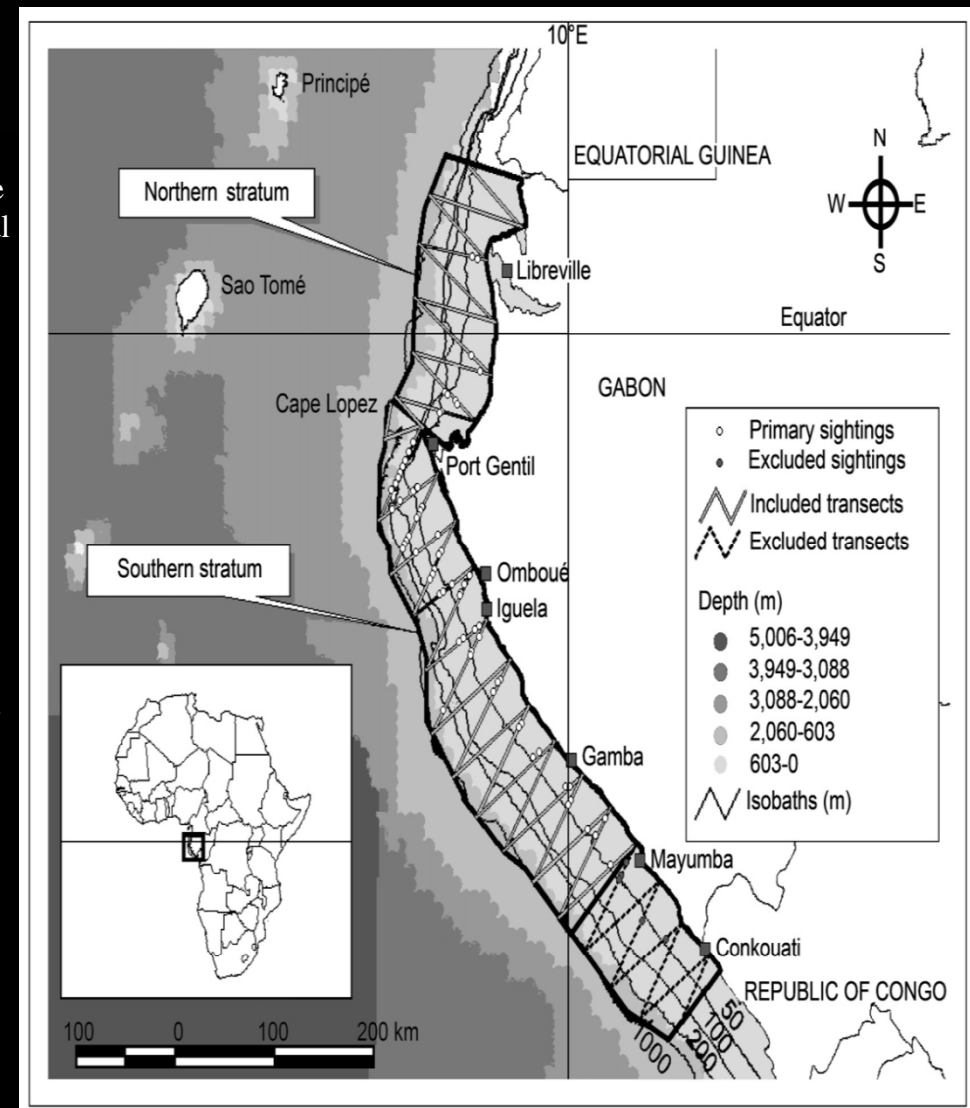 10°E
Principé
EQUATORIAL GUINEA
N
W E
S
Northern stratum
Libreville
Sao Tomé
Equator
GABON
Cape Lopez
Port Gentil
Primary sightings
Excluded sightings
Included transects
Excluded transects
Depth (m)
5,006-3,949
3,949-3,088
3,088-2,060
2,060-603
603-0
Isobaths (m)
Southern stratum
Omboué
Iguela
Gamba
Mayumba
Conkouati
REPUBLIC OF CONGO
50
100
200
1000
100 0 100 200 km